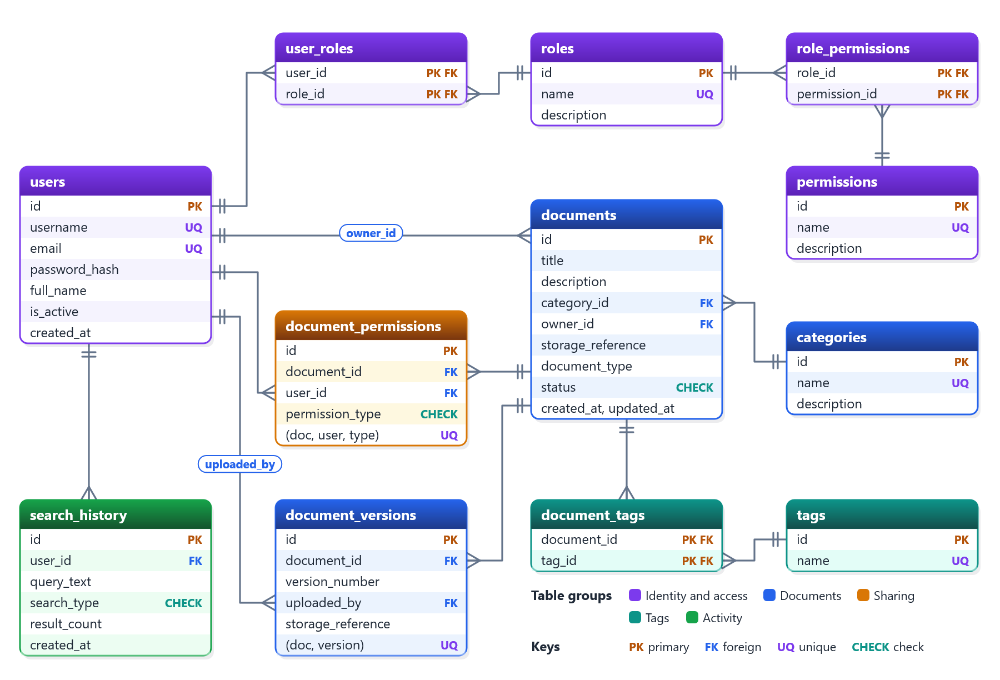 user_roles
user_id PK FK
role_id PK FK
roles
id PK
name UQ
description
role_permissions
role_id PK FK
permission_id PK FK
users
id PK
username UQ
email UQ
password_hash
full_name
is_active
created_at
owner_id
documents
id PK
title
description
category_id FK
owner_id FK
storage_reference
document_type
status CHECK
created_at, updated_at
permissions
id PK
name UQ
description
document_permissions
id PK
document_id FK
user_id FK
permission_type CHECK
(doc, user, type) UQ
categories
id PK
name UQ
description
uploaded_by
search_history
id PK
user_id FK
query_text
search_type CHECK
result_count
created_at
document_versions
id PK
document_id FK
version_number
uploaded_by FK
storage_reference
(doc, version) UQ
document_tags
document_id PK FK
tag_id PK FK
tags
id PK
name UQ
Table groups Identity and access Documents Sharing
Tags Activity
Keys PK primary FK foreign UQ unique CHECK check